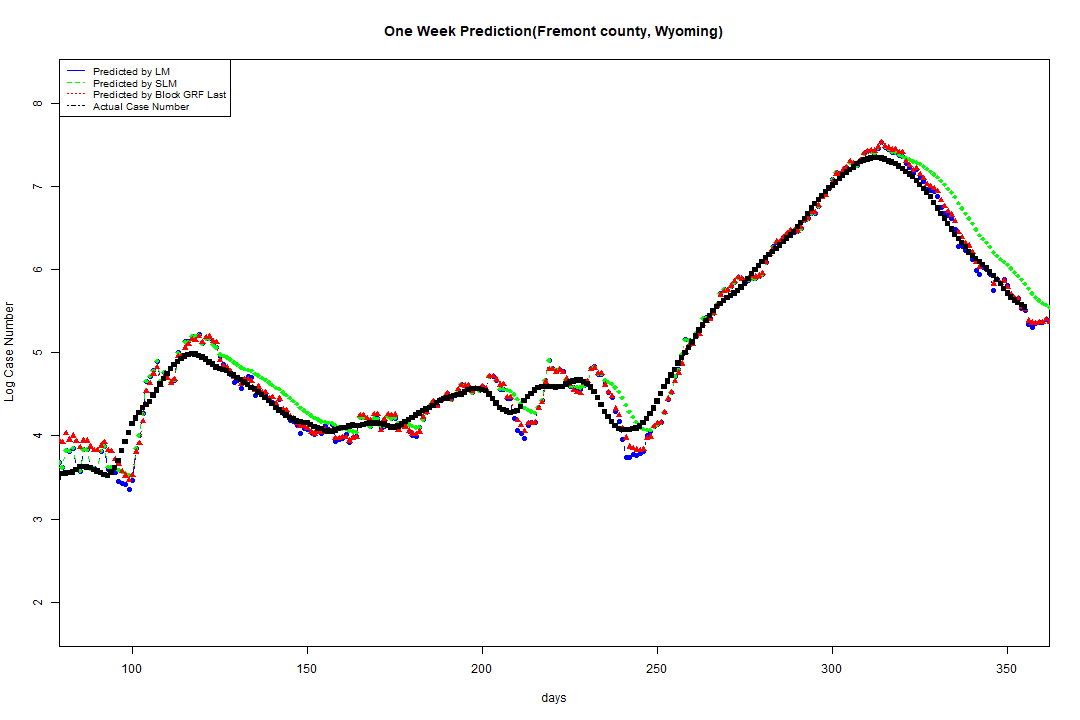 One Week Prediction(Fremont county, Wyoming)
Predicted by LM
Predicted by SLM
Predicted by Block GRF Last
Actual Case Number
8
7
6
5
4
3
2
Log Case Number
100 150 200 250 300 350
days